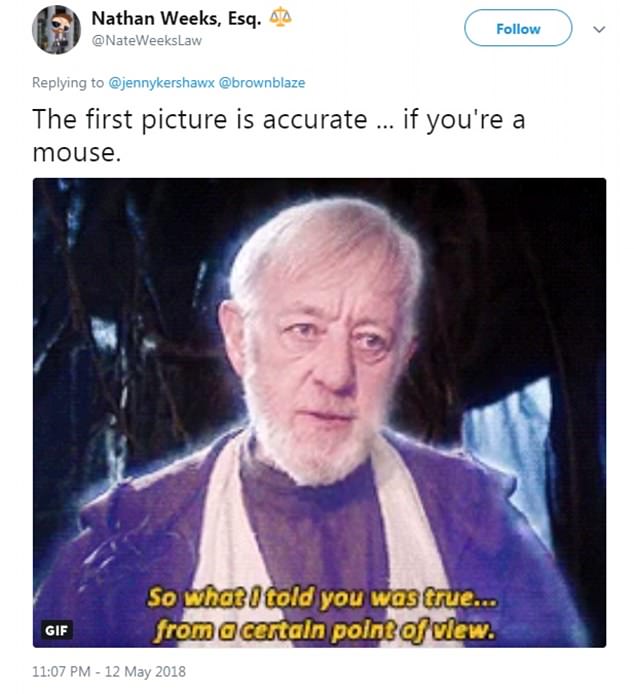 Nathan Weeks, Esq.
@NateWeeksLaw
Follow
Replying to @jennykershawx @brownblaze
The first picture is accurate ... if you're a
mouse.
So what I told you was true...
from a certain point of view.
GIF
11:07 PM - 12 May 2018